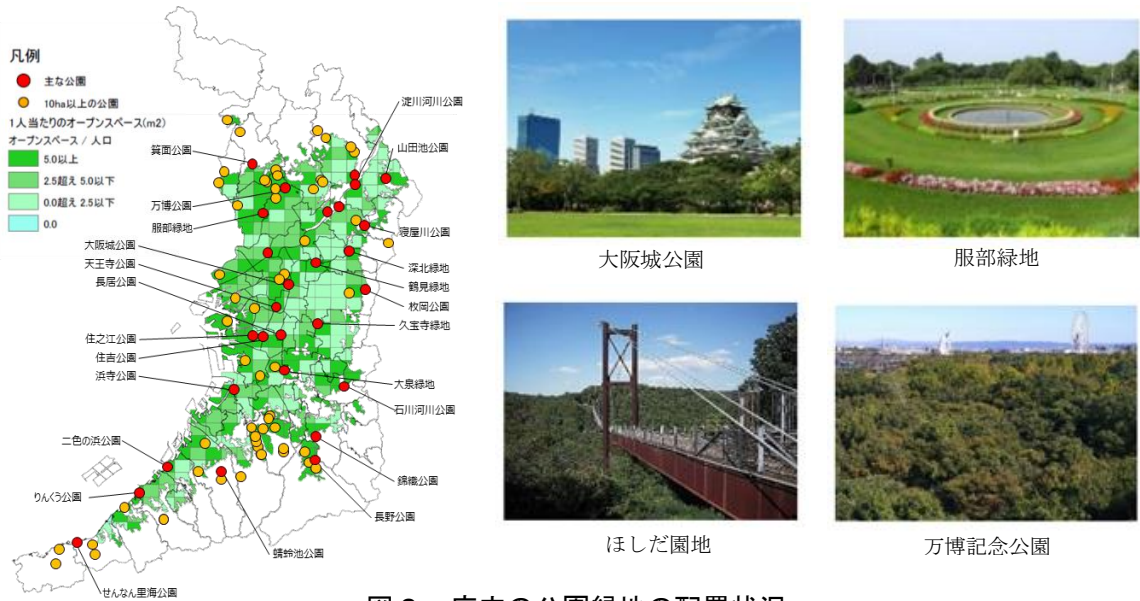 凡例
主な公園
10ha以上の公園
1人当たりのオープンスペース(m2)
オープンスペース / 人口
5.0以上
2.5超え 5.0以下
0.0超え 2.5以下
0.0
淀川河川公園
箕面公園
山田池公園
万博公園
服部緑地
寝屋川公園
大阪城公園
天王寺公園
長居公園
深北緑地
鶴見緑地
枚岡公園
久宝寺緑地
住之江公園
住吉公園
浜寺公園
大泉緑地
石川河川公園
二色の浜公園
りんくう公園
錦織公園
長野公園
蜻蛉池公園
せんなん里海公園
大阪城公園
服部緑地
ほしだ園地
万博記念公園